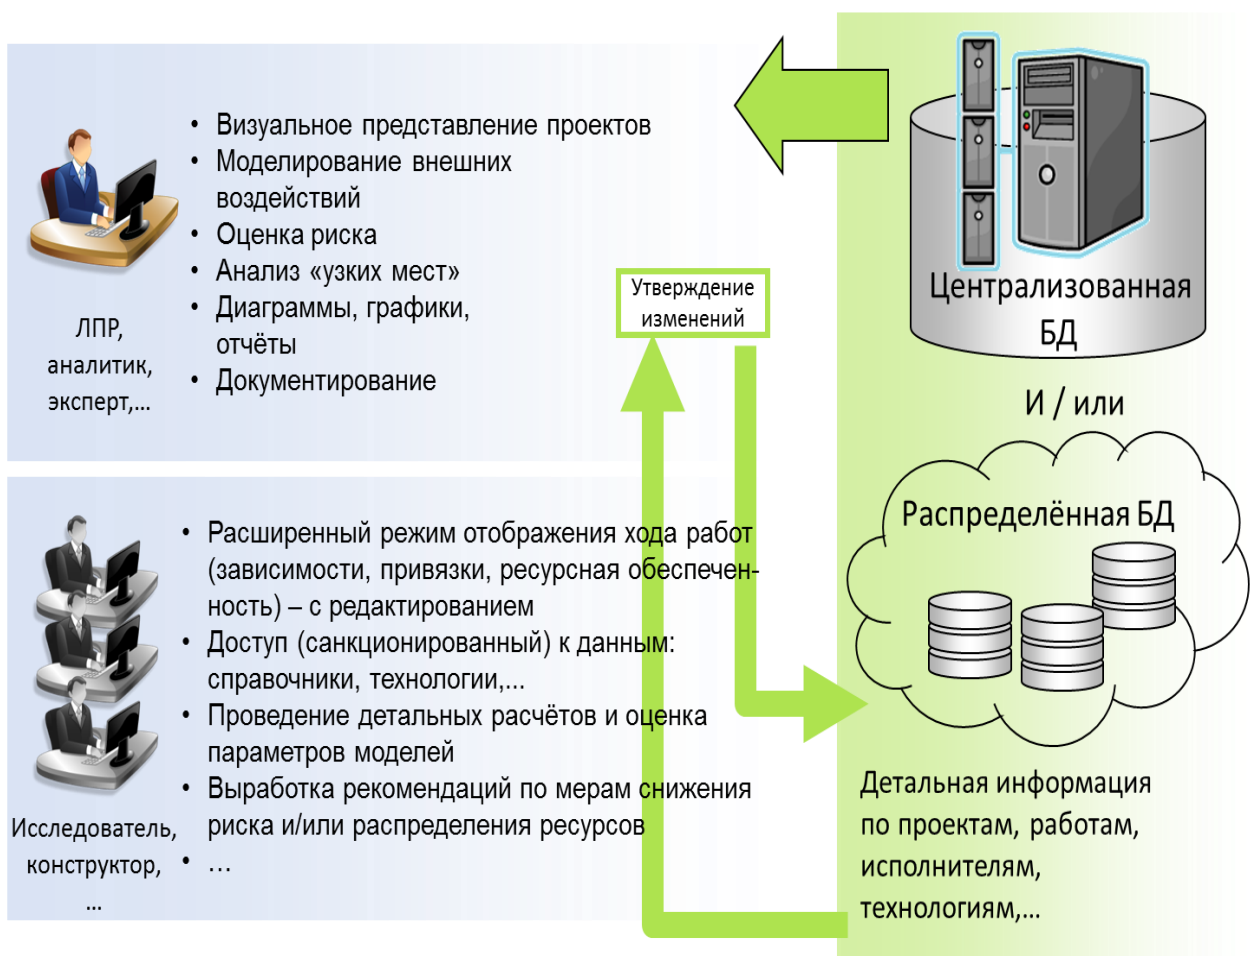 • Визуальное представление проектов
• Моделирование внешних
воздействий
• Оценка риска
• Анализ «узких мест»
• Диаграммы, графики,
отчёты
• Документирование
ЛПР,
аналитик,
эксперт,...
Утверждение
изменений
Централизованная
БД
И / или
Распределённая БД
Детальная информация
по проектам, работам,
исполнителям,
технологиям,...
• Расширенный режим отображения хода работ
(зависимости, привязки, ресурсная обеспечен-
ность) – с редактированием
• Доступ (санкционированный) к данным:
справочники, технологии,...
• Проведение детальных расчётов и оценка
параметров моделей
• Выработка рекомендаций по мерам снижения
риска и/или распределения ресурсов
• ...
Исследователь,
конструктор,
...